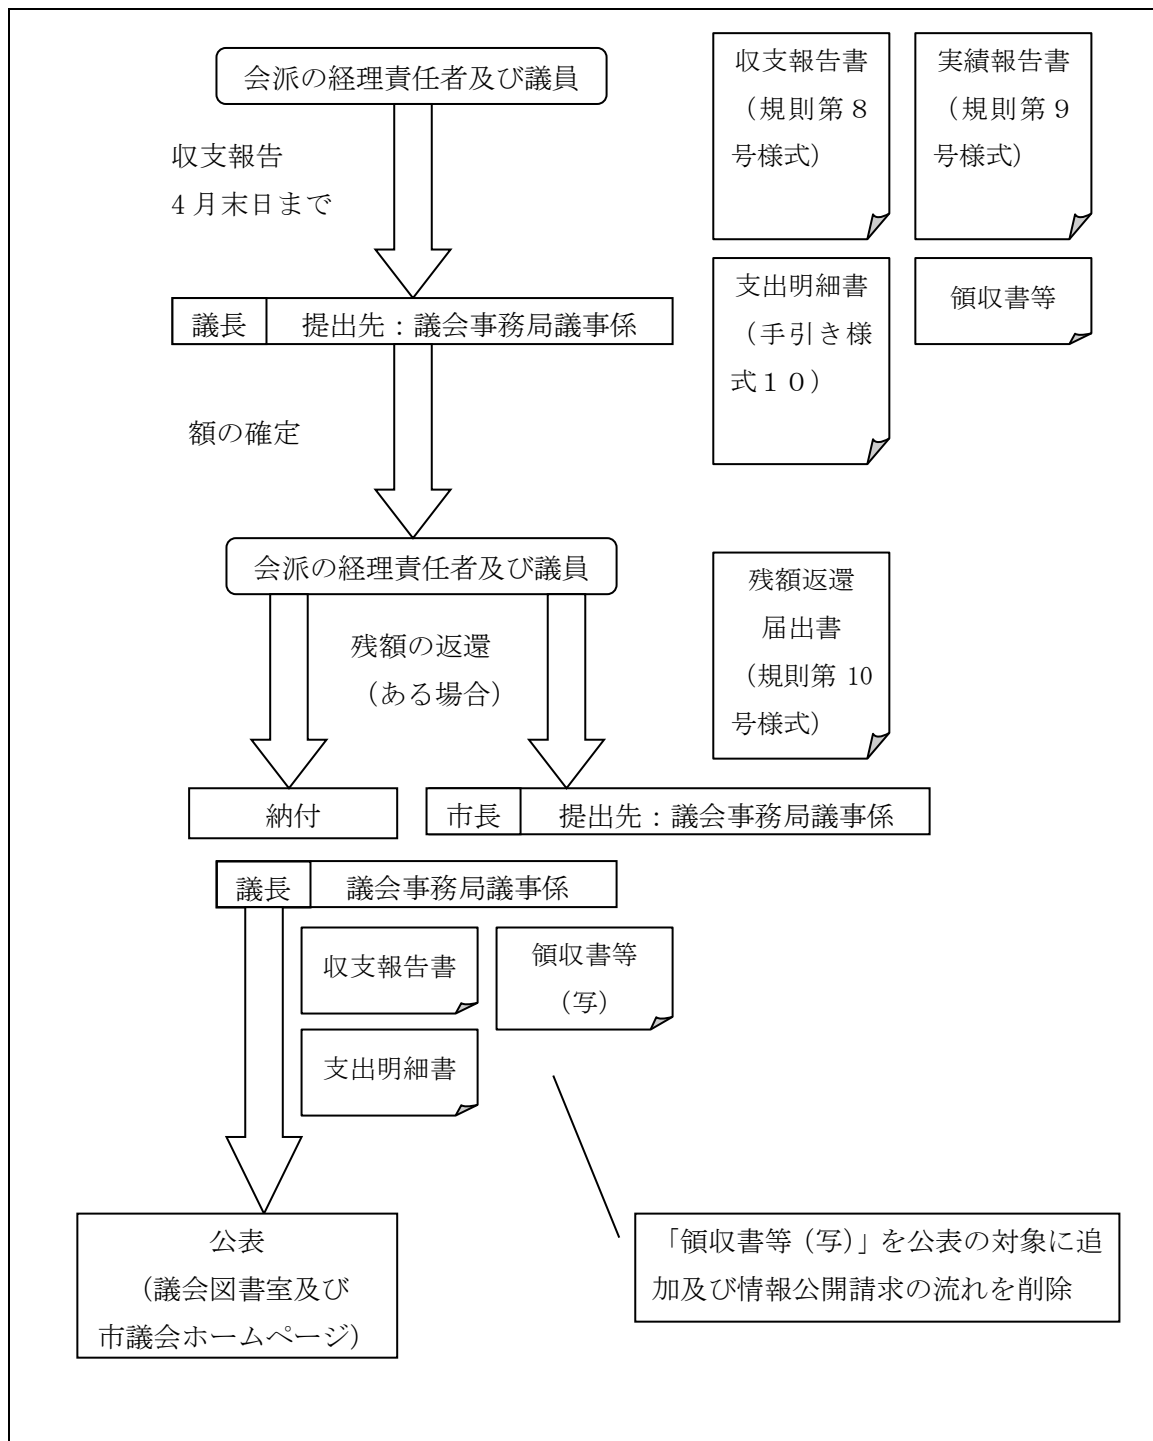 会派の経理責任者及び議員
収支報告
4月末日まで
収支報告書
（規則第８
号様式）
実績報告書
（規則第９
号様式）
議長
提出先：議会事務局議事係
支出明細書
（手引き様
式１０）
領収書等
額の確定
会派の経理責任者及び議員
残額の返還
（ある場合）
残額返還
届出書
（規則第 10
号様式）
納付
市長
提出先：議会事務局議事係
議長
議会事務局議事係
収支報告書
領収書等
（写）
支出明細書
公表
（議会図書室及び
市議会ホームページ）
「領収書等（写）」を公表の対象に追
加及び情報公開請求の流れを削除